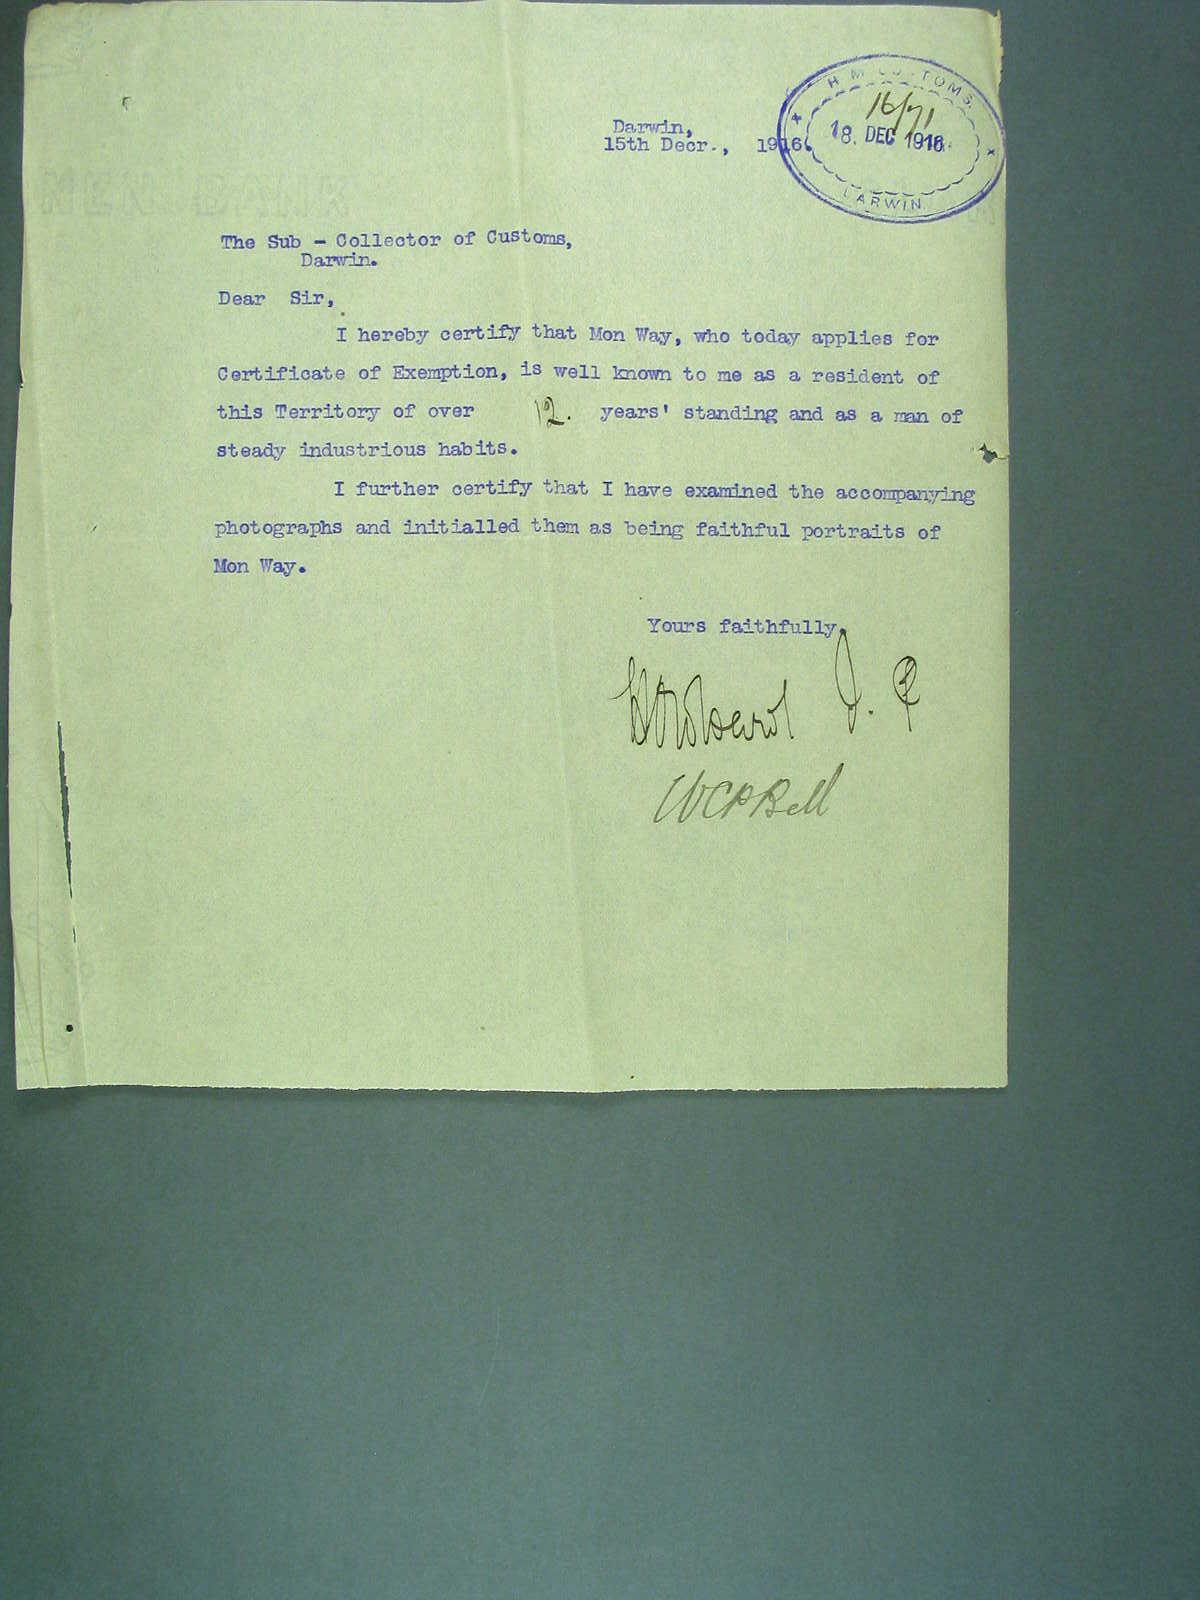 H. M. CUSTOMS.
16/71
18. DEC 1916.
DARWIN.
Darwin,
15th Decr., 1916.
The Sub - Collector of Customs,
Darwin.
Dear Sir,
I hereby certify that Mon Way, who today applies for
Certificate of Exemption, is well known to me as a resident of
this Territory of over 12. years' standing and as a man of
steady industrious habits.
I further certify that I have examined the accompanying
photographs and initialled them as being faithful portraits of
Mon Way.
Yours faithfully,
J. P.
WCPBell